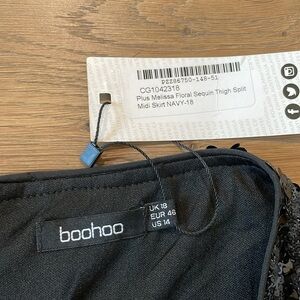 PZZ86750-148-51
CG1042318
Plus Melissa Floral Sequin Thigh Split
Midi Skirt NAVY-18
boohoo
UK 18
EUR 46
US 14